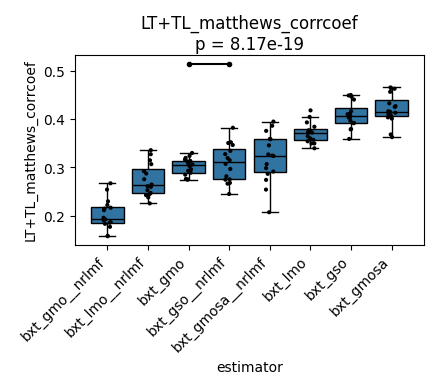 LT+TL_matthews_corrcoef
p = 8.17e-19
LT+TL_matthews_corrcoef
0.5
0.4
0.3
0.2
bxt_gmo__nrlmf
bxt_lmo__nrlmf
bxt_gmo
bxt_gso__nrlmf
bxt_gmosa__nrlmf
bxt_lmo
bxt_gso
bxt_gmosa
estimator